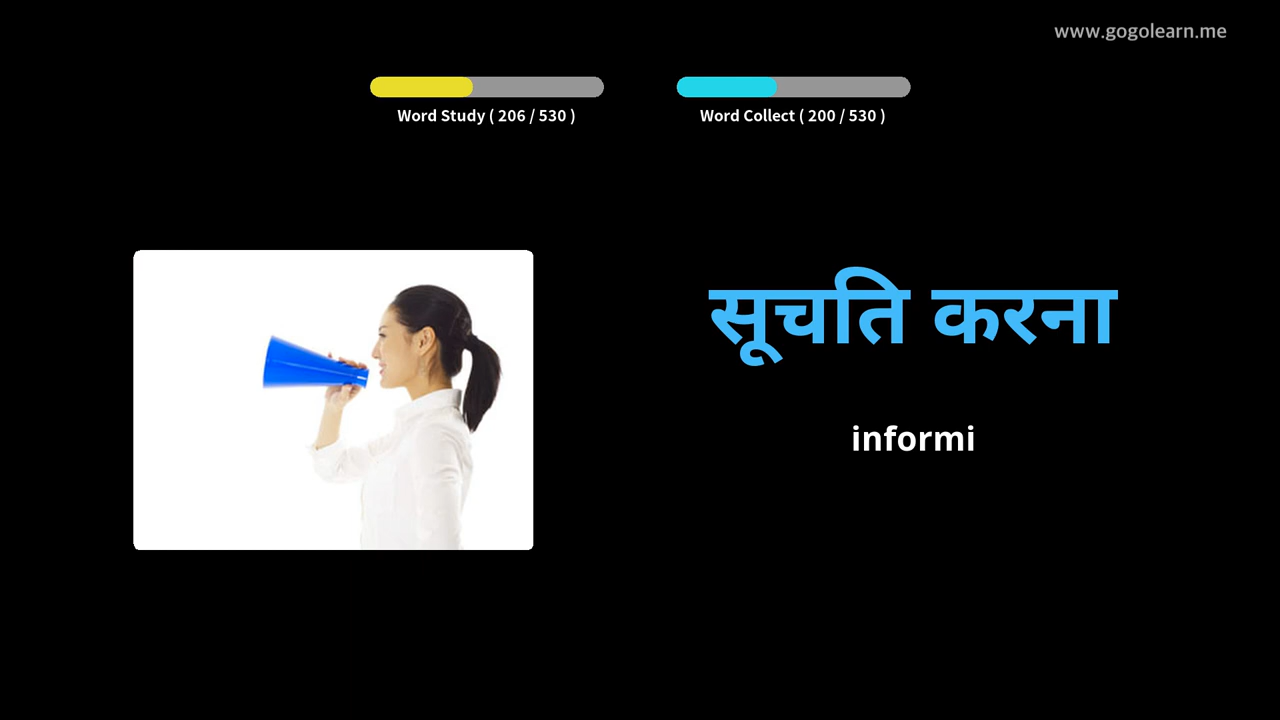 www.gogolearn.me
Word Study ( 206 / 530 )
Word Collect ( 200 / 530 )
सूचति करना
informi